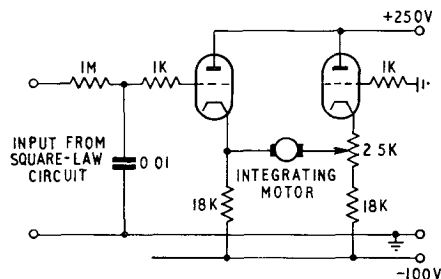 +250V
1M
1K
1K
INPUT FROM
SQUARE-LAW
CIRCUIT
0.01
INTEGRATING
MOTOR
2.5K
18K
18K
-100V